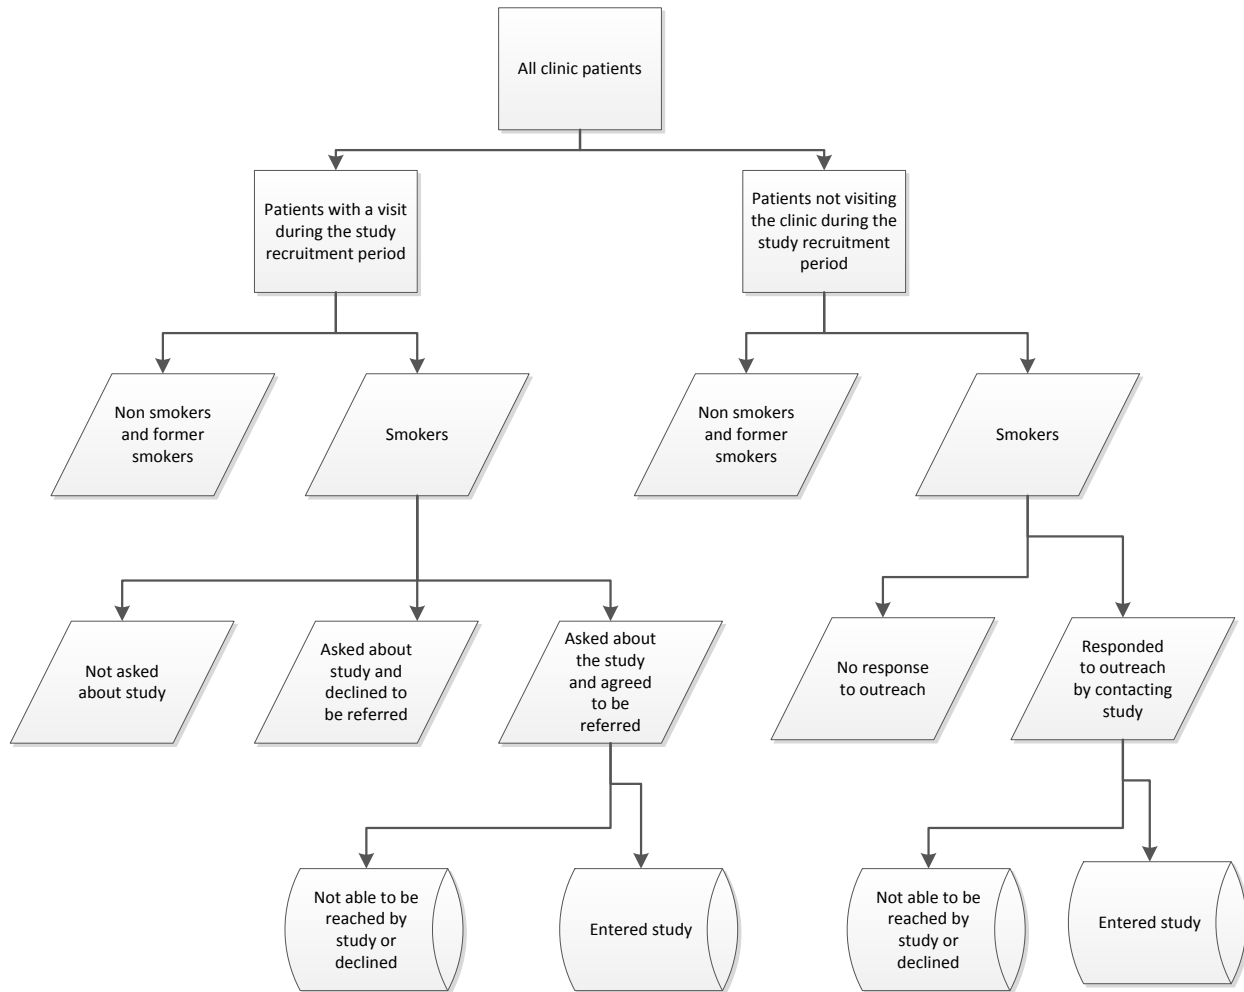 All clinic patients
Patients with a visit
during the study
recruitment period
Patients not visiting
the clinic during the
study recruitment
period
Non smokers
and former
smokers
Smokers
Non smokers
and former
smokers
Smokers
Not asked
about study
Asked about
study and
declined to
be referred
Asked about
the study
and agreed
to be
referred
No response
to outreach
Responded
to outreach
by contacting
study
Not able to be
reached by
study or
declined
Entered study
Not able to be
reached by
study or
declined
Entered study